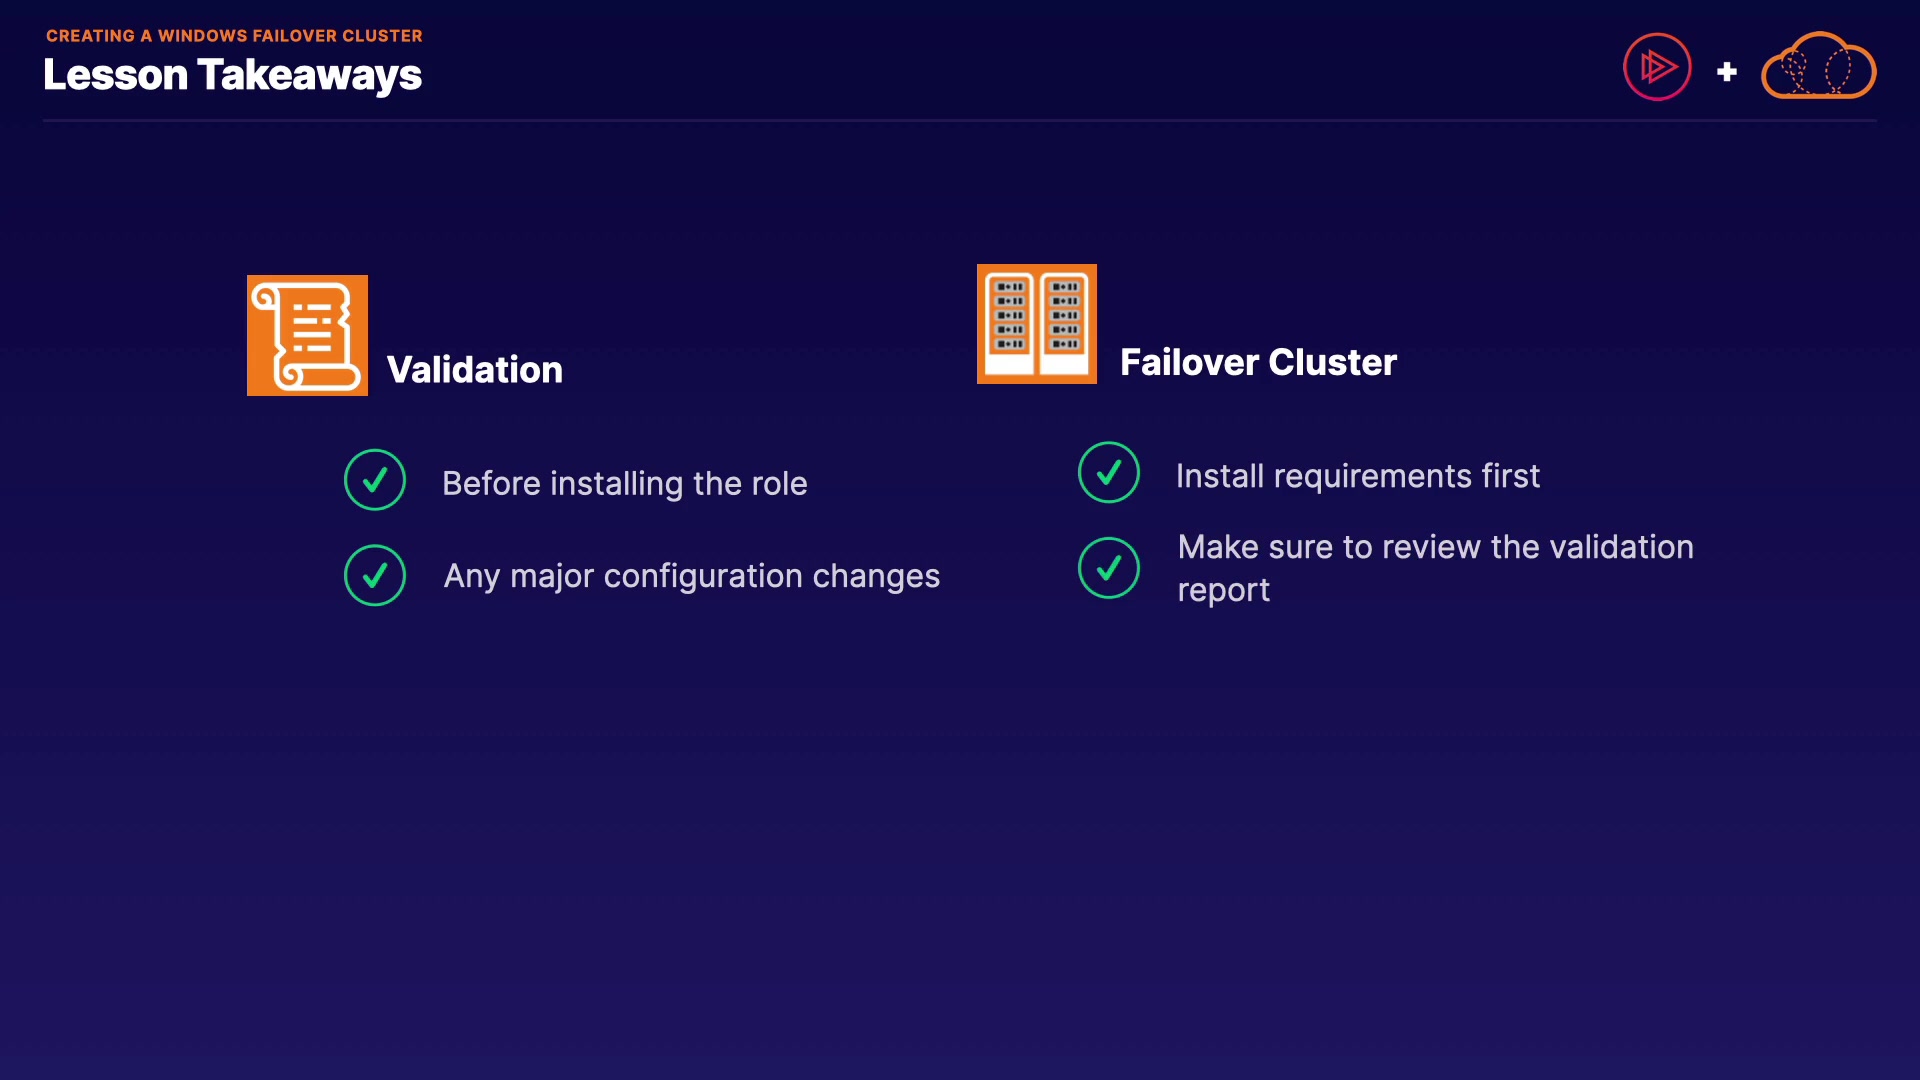 CREATING A WINDOWS FAILOVER CLUSTER
Lesson Takeaways
Validation
Before installing the role
Any major configuration changes
Failover Cluster
Install requirements first
Make sure to review the validation
report